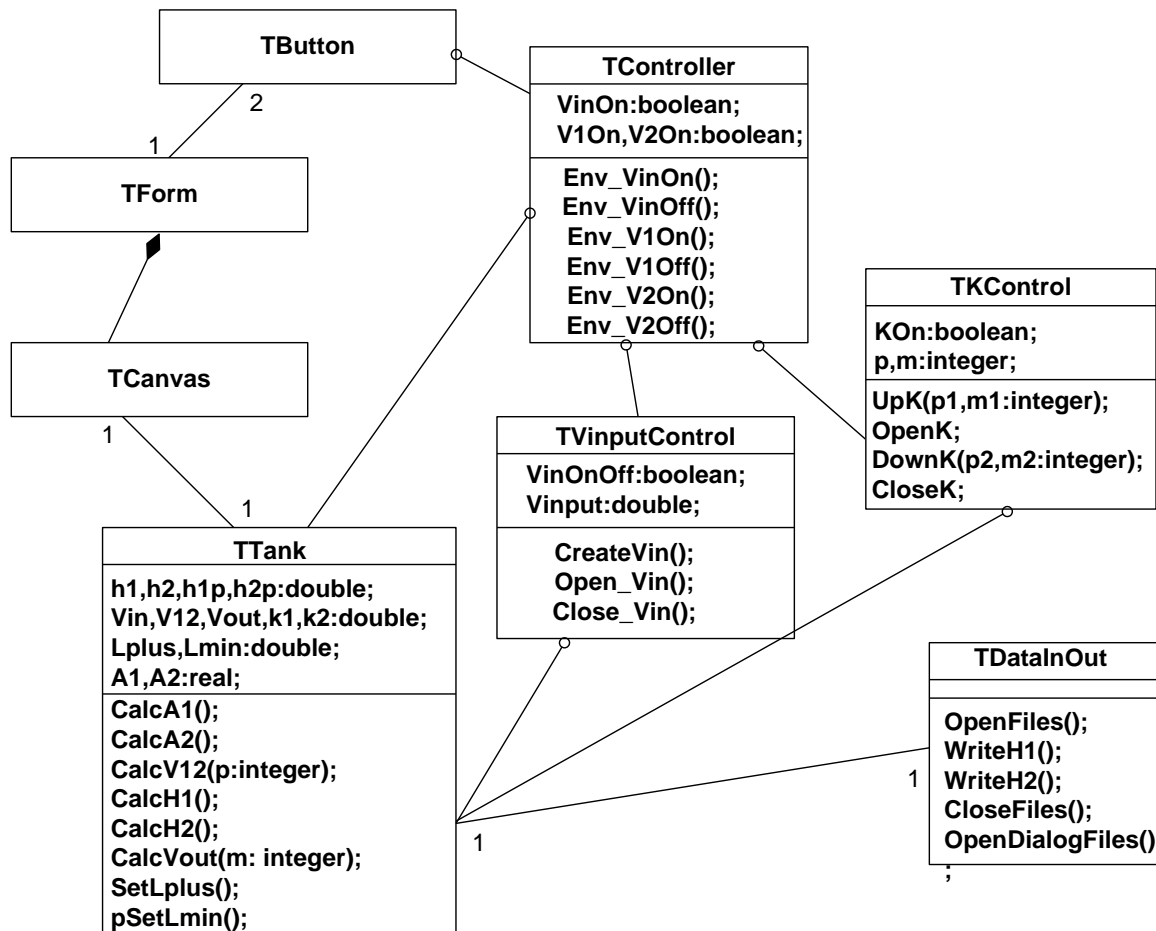 TButton
2
1
TForm
TCanvas
1
1
TController
VinOn:boolean;
V1On,V2On:boolean;
Env_VinOn();
Env_VinOff();
Env_V1On();
Env_V1Off();
Env_V2On();
Env_V2Off();
TKControl
KOn:boolean;
p,m:integer;
UpK(p1,m1:integer);
OpenK;
DownK(p2,m2:integer);
CloseK;
TVinputControl
VinOnOff:boolean;
Vinput:double;
CreateVin();
Open_Vin();
Close_Vin();
TTank
h1,h2,h1p,h2p:double;
Vin,V12,Vout,k1,k2:double;
Lplus,Lmin:double;
A1,A2:real;
CalcA1();
CalcA2();
CalcV12(p:integer);
CalcH1();
CalcH2();
CalcVout(m: integer);
SetLplus();
pSetLmin();
1
1
TDataInOut
OpenFiles();
WriteH1();
WriteH2();
CloseFiles();
OpenDialogFiles()
;